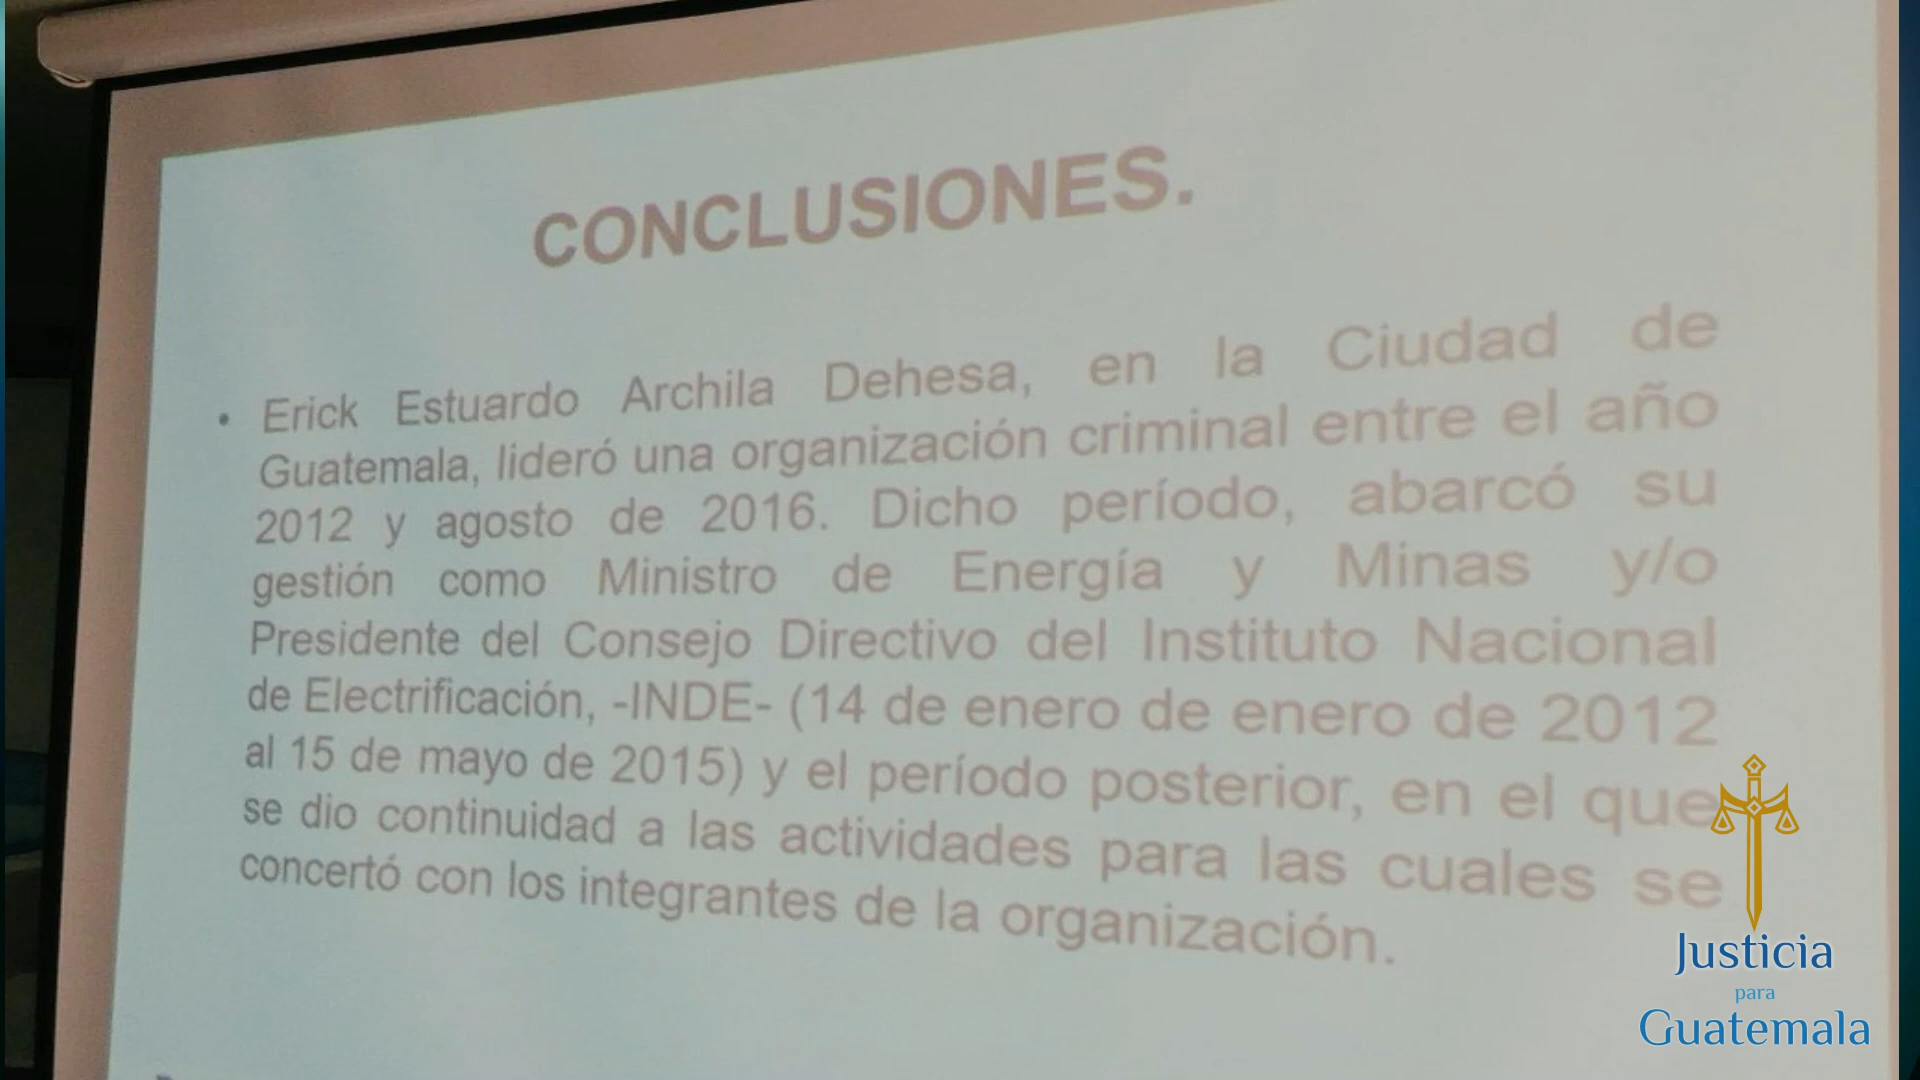 CONCLUSIONES.
• Erick Estuardo Archila Dehesa, en la Ciudad de
Guatemala, lideró una organización criminal entre el año
2012 y agosto de 2016. Dicho período, abarcó su
gestión como Ministro de Energía y Minas y/o
Presidente del Consejo Directivo del Instituto Nacional
de Electrificación, -INDE- (14 de enero de enero de 2012
al 15 de mayo de 2015) y el período posterior, en el que
se dio continuidad a las actividades para las cuales se
concertó con los integrantes de la organización.
Justicia
para
Guatemala